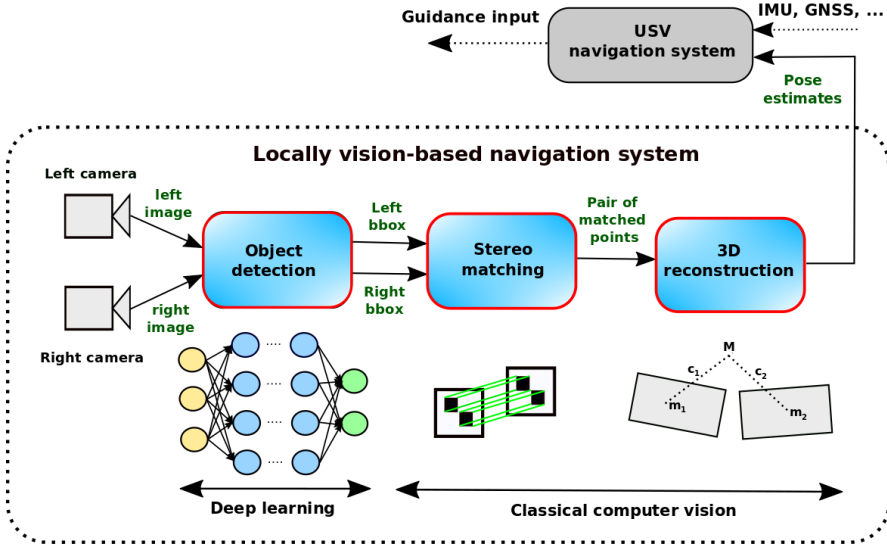 Guidance input
USV
navigation system
IMU, GNSS, ...
Pose
estimates
Locally vision-based navigation system
Left camera
left
image
Right camera
right
image
Object
detection
Left
bbox
Right
bbox
Stereo
matching
Pair of
matched
points
3D
reconstruction
M
c1
c2
m1
m2
Deep learning
Classical computer vision